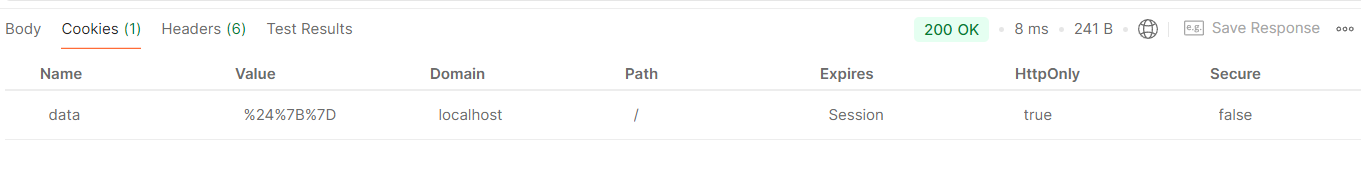 Body Cookies (1) Headers (6) Test Results 200 OK 8 ms 241 B e.g. Save Response
Name Value Domain Path Expires HttpOnly Secure
data %24%7B%7D localhost / Session true false